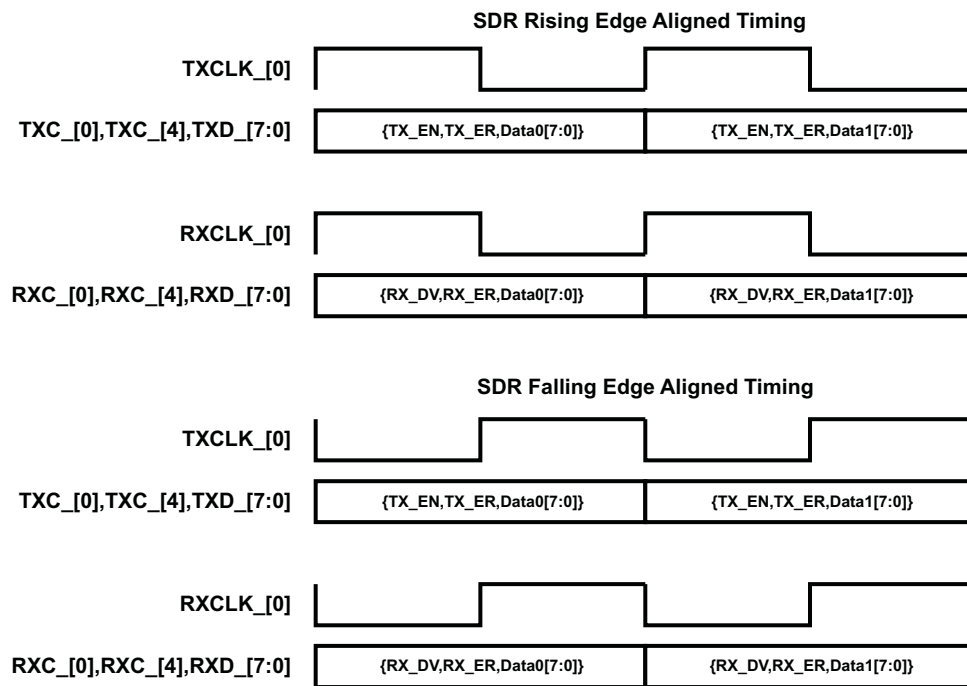 SDR Rising Edge Aligned Timing
TXCLK_[0]
TXC_[0],TXC_[4],TXD_[7:0] {TX_EN,TX_ER,Data0[7:0]} {TX_EN,TX_ER,Data1[7:0]}
RXCLK_[0]
RXC_[0],RXC_[4],RXD_[7:0] {RX_DV,RX_ER,Data0[7:0]} {RX_DV,RX_ER,Data1[7:0]}
SDR Falling Edge Aligned Timing
TXCLK_[0]
TXC_[0],TXC_[4],TXD_[7:0] {TX_EN,TX_ER,Data0[7:0]} {TX_EN,TX_ER,Data1[7:0]}
RXCLK_[0]
RXC_[0],RXC_[4],RXD_[7:0] {RX_DV,RX_ER,Data0[7:0]} {RX_DV,RX_ER,Data1[7:0]}